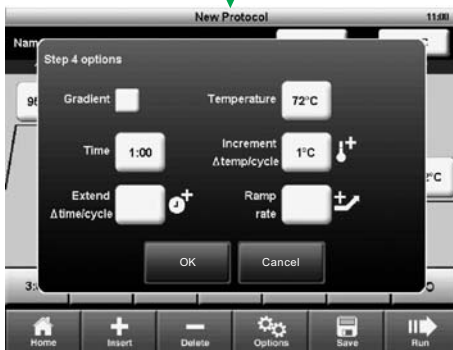 New Protocol 11:00
Nam
Step 4 options
Gradient Temperature 72°C
Time 1:00 Increment
Δtemp/cycle 1°C
Extend
Δtime/cycle Ramp
rate
OK Cancel
Home Insert Delete Options Save Run